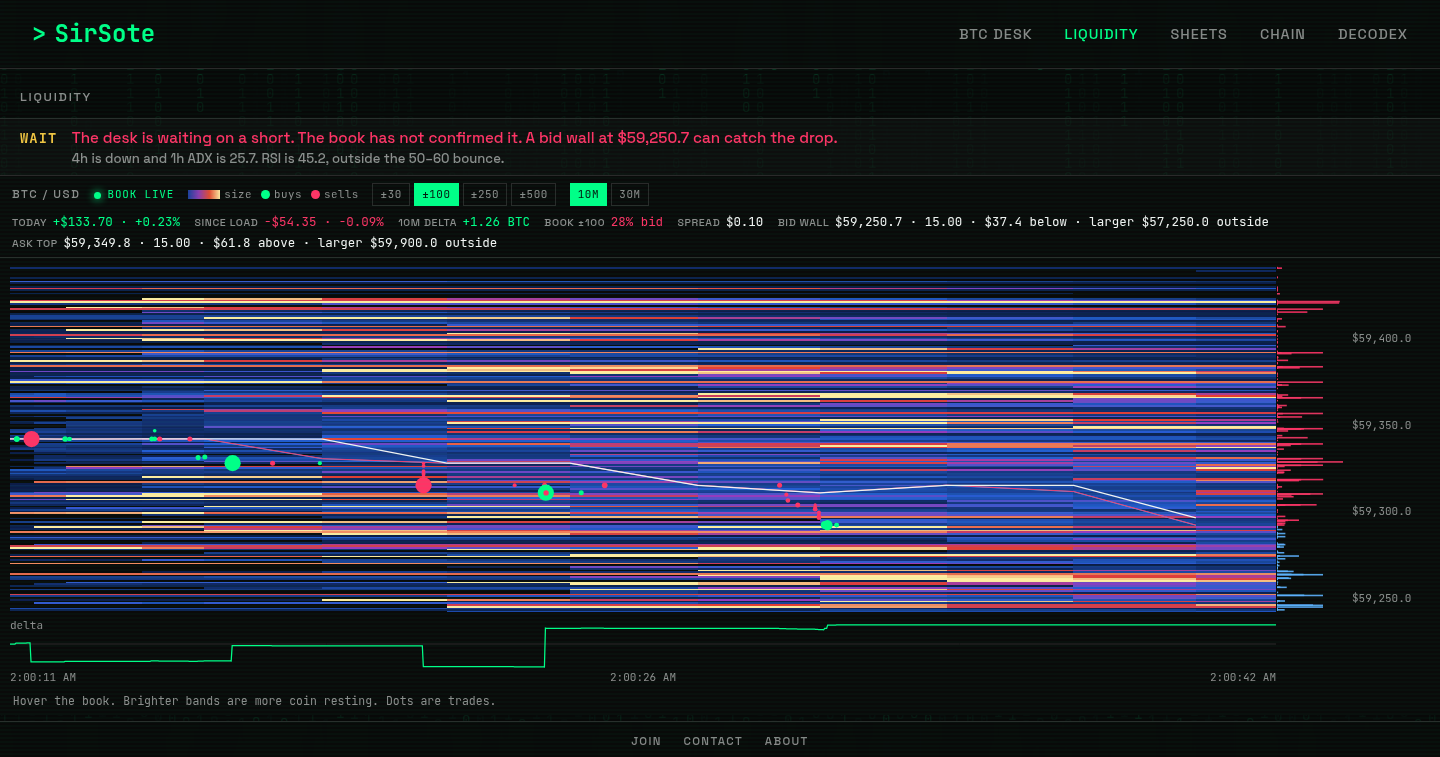 > SirSote
BTC DESK LIQUIDITY SHEETS CHAIN DECODEX
LIQUIDITY
WAIT The desk is waiting on a short. The book has not confirmed it. A bid wall at $59,250.7 can catch the drop.
4h is down and 1h ADX is 25.7. RSI is 45.2, outside the 50–60 bounce.
BTC / USD BOOK LIVE size buys sells ±30 ±100 ±250 ±500 10M 30M
TODAY +$133.70 · +0.23% SINCE LOAD -$54.35 · -0.09% 10M DELTA +1.26 BTC BOOK ±100 28% bid SPREAD $0.10 BID WALL $59,250.7 · 15.00 · $37.4 below · larger $57,250.0 outside
ASK TOP $59,349.8 · 15.00 · $61.8 above · larger $59,900.0 outside
$59,400.0
$59,350.0
$59,300.0
$59,250.0
delta
2:00:11 AM 2:00:26 AM 2:00:42 AM
Hover the book. Brighter bands are more coin resting. Dots are trades.
JOIN CONTACT ABOUT